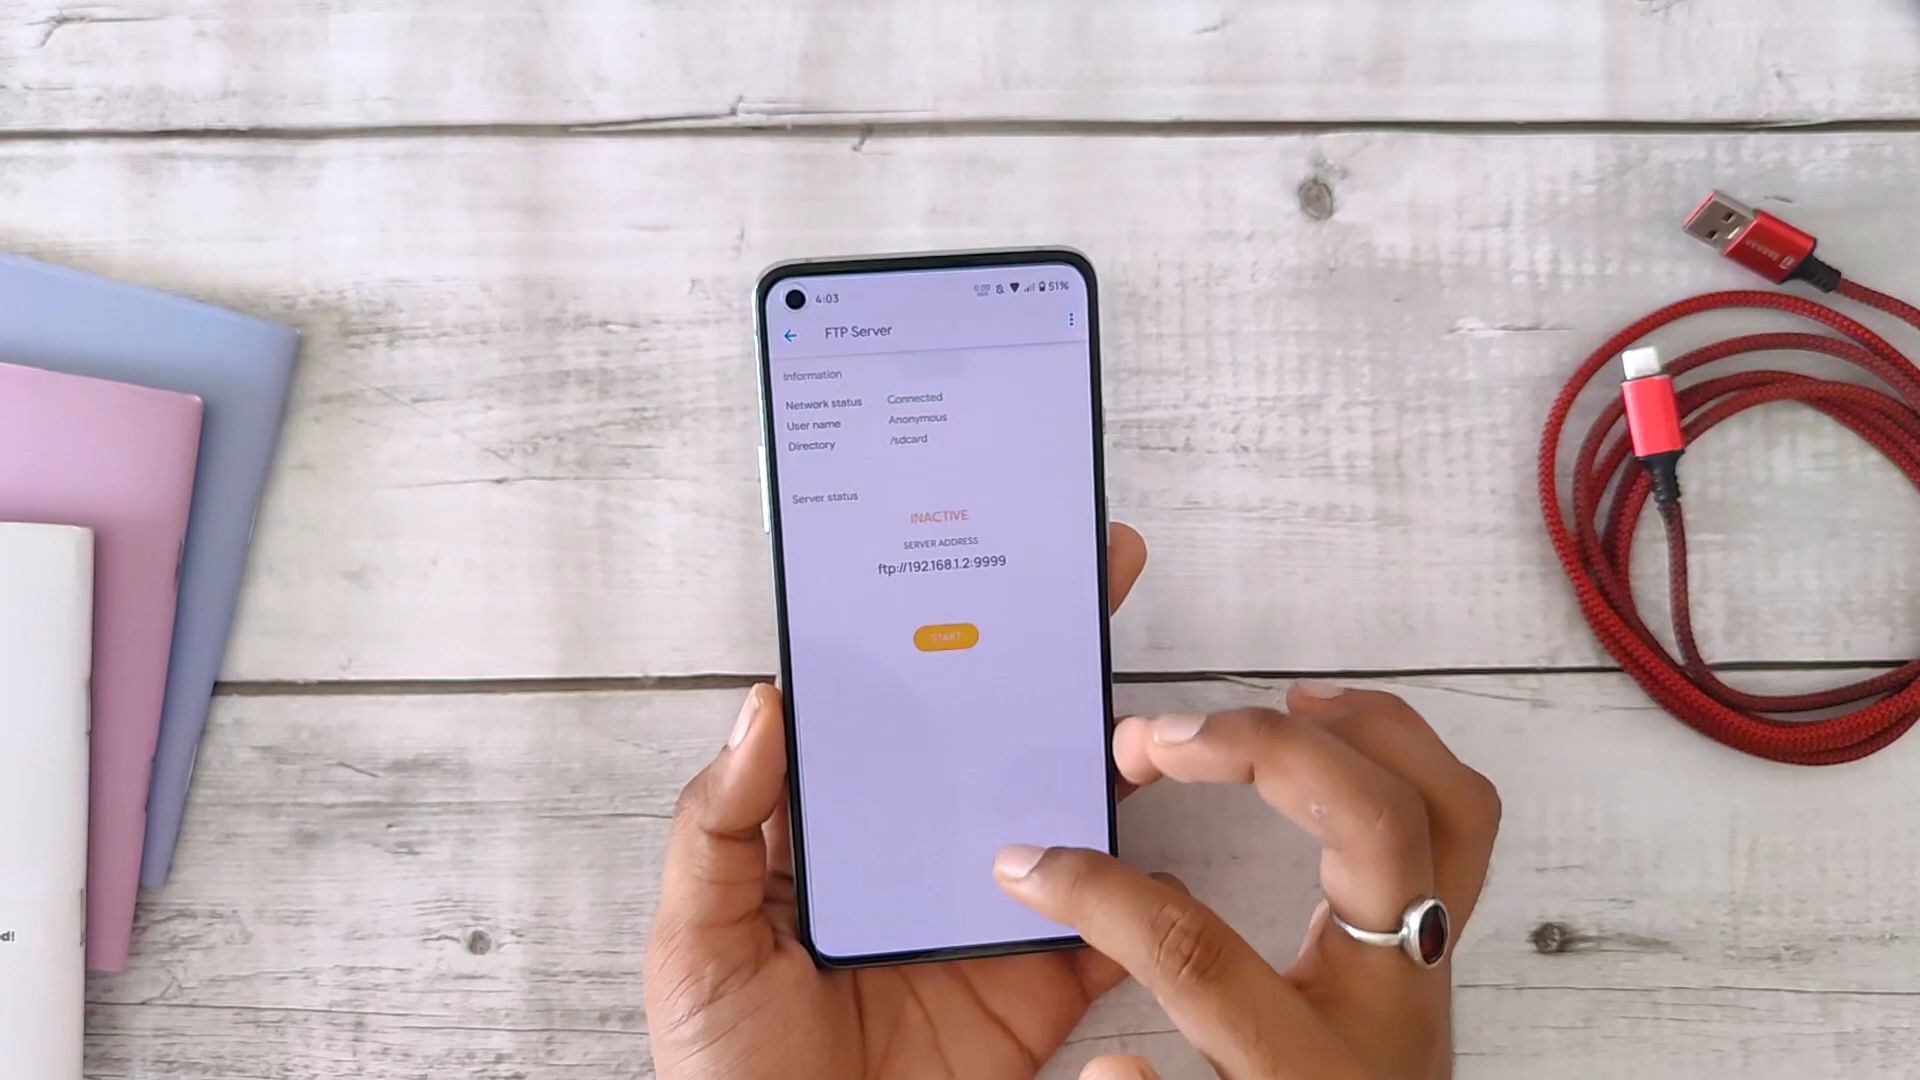 4:03
51%
FTP Server
Information
Network status Connected
User name Anonymous
Directory /sdcard
Server status
INACTIVE
SERVER ADDRESS
ftp://192.168.1.2:9999
START
d!